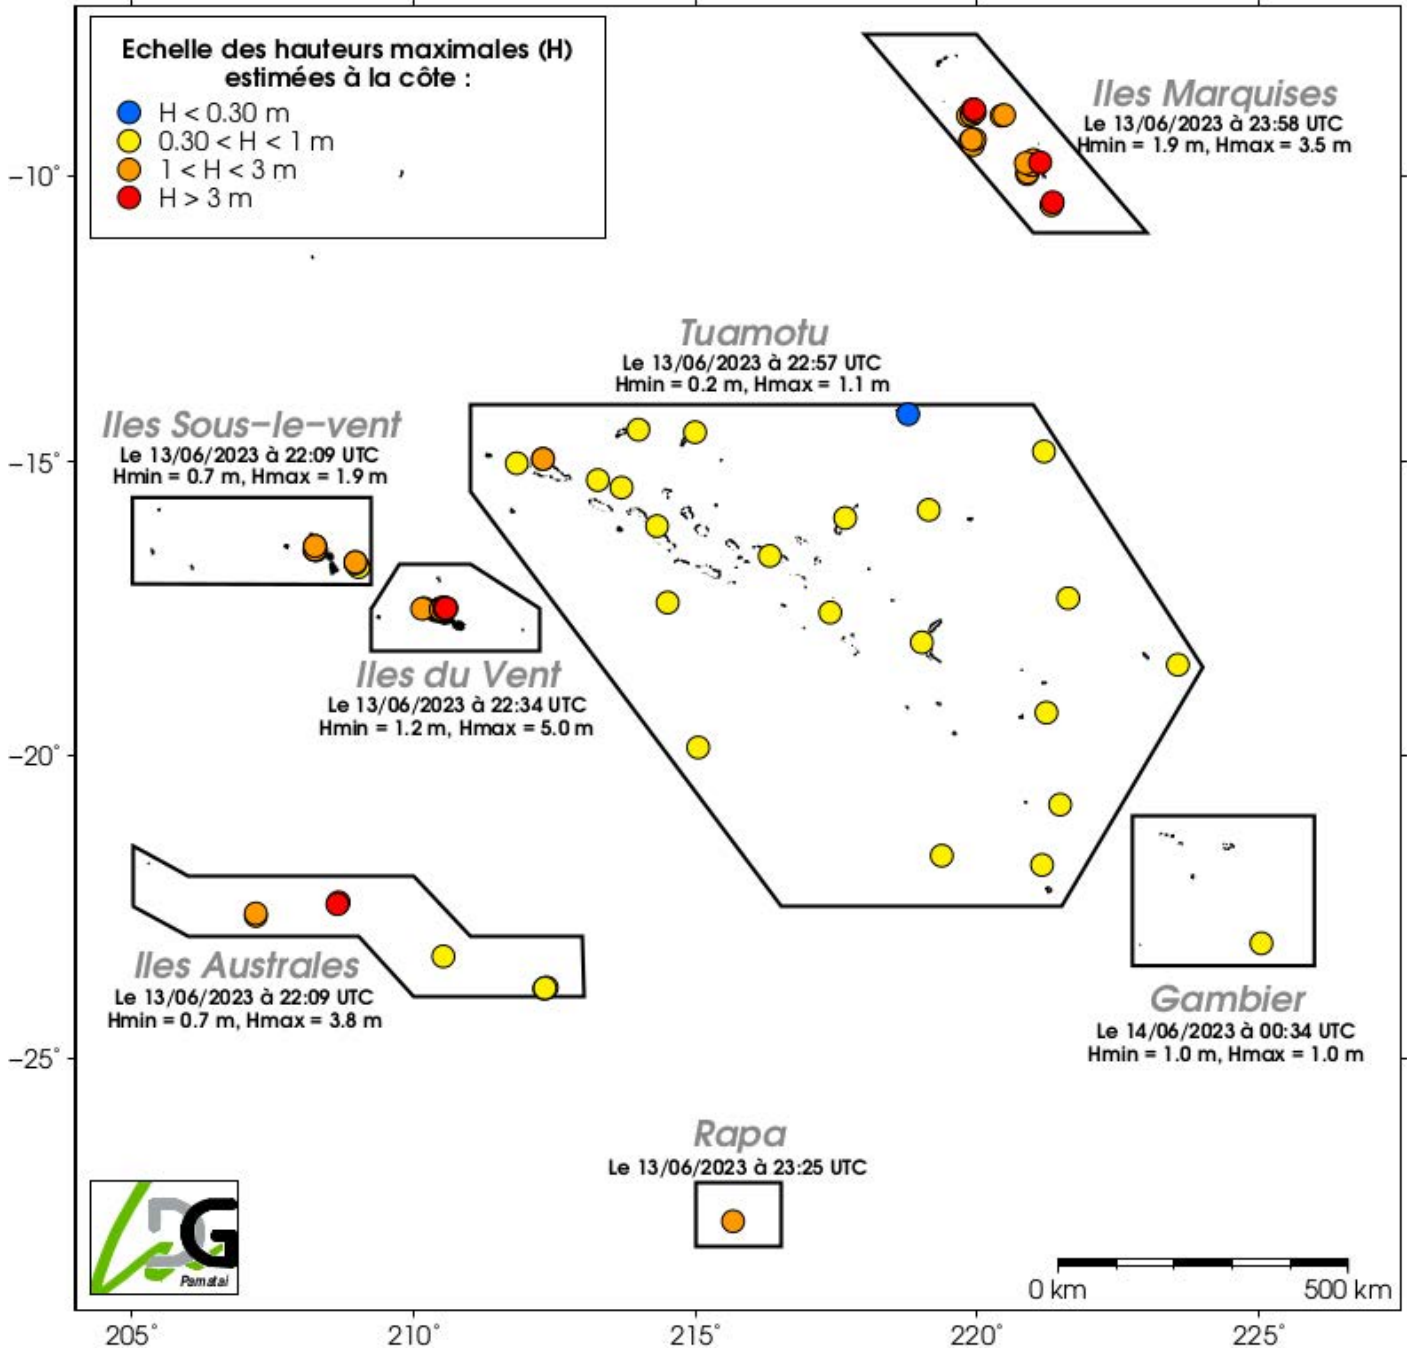 Echelle des hauteurs maximales (H)
estimées à la côte :
H < 0.30 m
0.30 < H < 1 m
1 < H < 3 m
H > 3 m
Iles Marquises
Le 13/06/2023 à 23:58 UTC
Hmin = 1.9 m, Hmax = 3.5 m
−10°
Tuamotu
Le 13/06/2023 à 22:57 UTC
Hmin = 0.2 m, Hmax = 1.1 m
Iles Sous−le−vent
Le 13/06/2023 à 22:09 UTC
Hmin = 0.7 m, Hmax = 1.9 m
−15°
Iles du Vent
Le 13/06/2023 à 22:34 UTC
Hmin = 1.2 m, Hmax = 5.0 m
−20°
Iles Australes
Le 13/06/2023 à 22:09 UTC
Hmin = 0.7 m, Hmax = 3.8 m
Gambier
Le 14/06/2023 à 00:34 UTC
Hmin = 1.0 m, Hmax = 1.0 m
−25°
Rapa
Le 13/06/2023 à 23:25 UTC
DG
Pamatai
0 km 500 km
205° 210° 215° 220° 225°